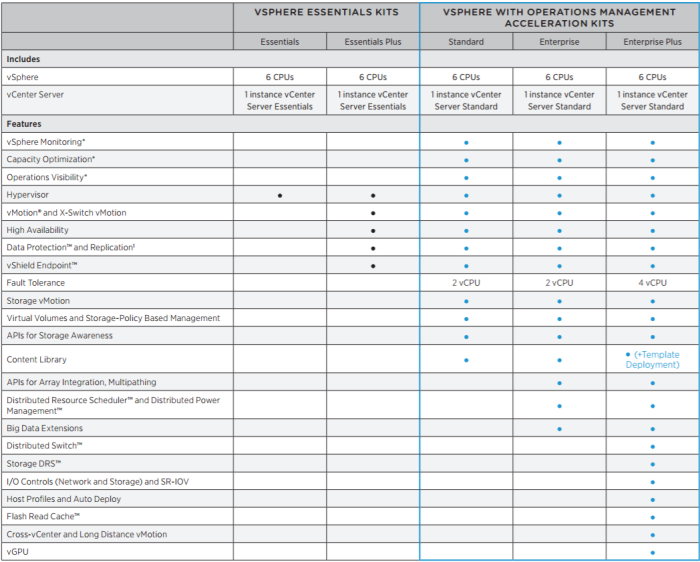 VSPHERE ESSENTIALS KITS
VSPHERE WITH OPERATIONS MANAGEMENT
ACCELERATION KITS
Essentials Essentials Plus Standard Enterprise Enterprise Plus
Includes
vSphere 6 CPUs 6 CPUs 6 CPUs 6 CPUs 6 CPUs
vCenter Server 1 instance vCenter 1 instance vCenter 1 instance vCenter 1 instance vCenter 1 instance vCenter
Server Essentials Server Essentials Server Standard Server Standard Server Standard
Features
vSphere Monitoring* • • •
Capacity Optimization* • • •
Operations Visibility* • • •
Hypervisor • • • • •
vMotion® and X-Switch vMotion • • • •
High Availability • • • •
Data Protection™ and Replication‡ • • • •
vShield Endpoint™ • • • •
Fault Tolerance 2 vCPU 2 vCPU 4 vCPU
Storage vMotion • • •
Virtual Volumes and Storage-Policy Based Management • • •
APIs for Storage Awareness • • •
Content Library • • • (+Template
Deployment)
APIs for Array Integration, Multipathing • •
Distributed Resource Scheduler™ and Distributed Power
Management™ • •
Big Data Extensions • •
Distributed Switch™ •
Storage DRS™ •
I/O Controls (Network and Storage) and SR-IOV •
Host Profiles and Auto Deploy •
Flash Read Cache™ •
Cross-vCenter and Long Distance vMotion •
vGPU •